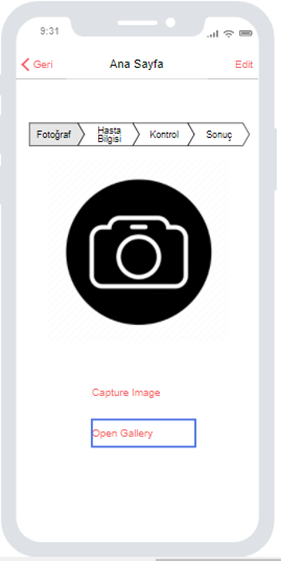 9:31
Geri
Ana Sayfa
Edit
Fotoğraf
Hasta
Bilgisi
Kontrol
Sonuç
Capture Image
Open Gallery